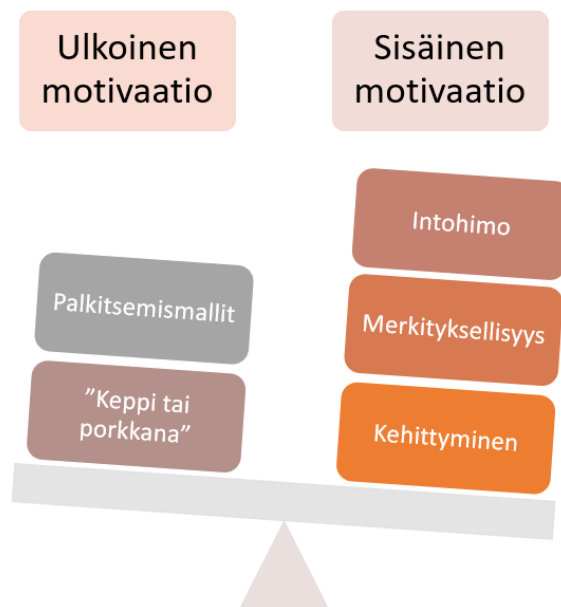 Ulkoinen
motivaatio
Sisäinen
motivaatio
Palkitsemismallit
”Keppi tai
porkkana”
Intohimo
Merkityksellisyys
Kehittyminen